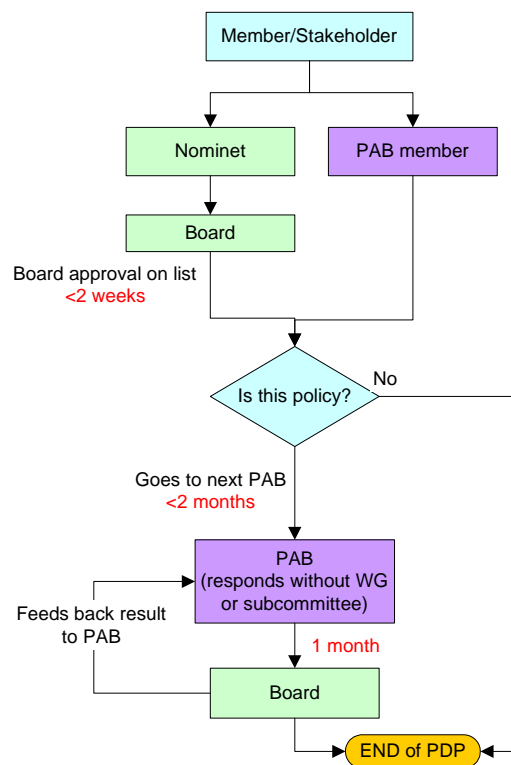 Member/Stakeholder
Nominet
PAB member
Board
Board approval on list
<2 weeks
Is this policy?
No
Goes to next PAB
<2 months
PAB
(responds without WG
or subcommittee)
Feeds back result
to PAB
1 month
Board
END of PDP